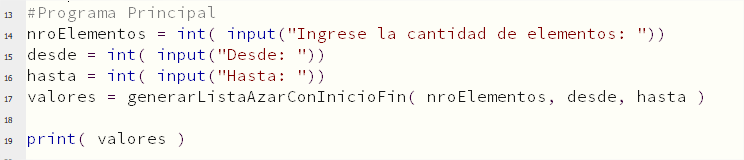 13 #Programa Principal
14 nroElementos = int( input("Ingrese la cantidad de elementos: "))
15 desde = int( input("Desde: "))
16 hasta = int( input("Hasta: "))
17 valores = generarListaAzarConInicioFin( nroElementos, desde, hasta )
18
19 print( valores )